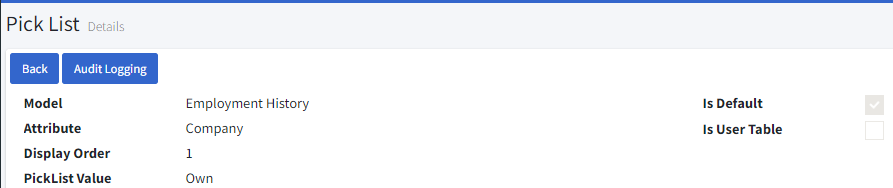 Pick List Details
Back Audit Logging
Model Employment History Is Default
Attribute Company Is User Table
Display Order 1
PickList Value Own